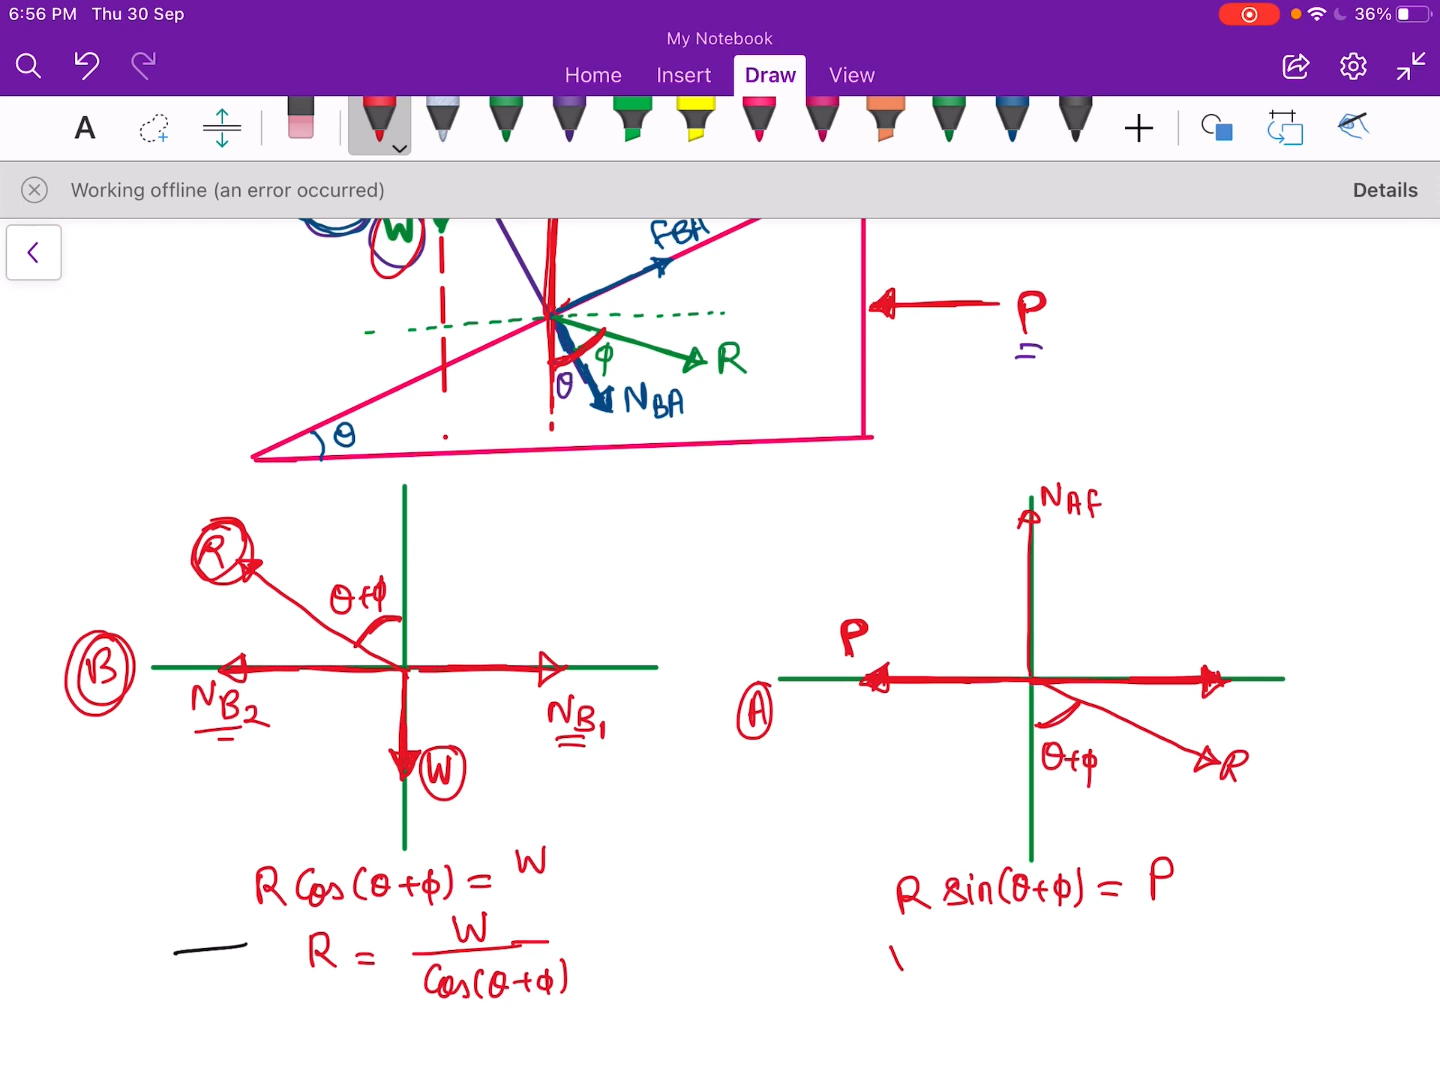 6:56 PM Thu 30 Sep
36%
My Notebook
Home Insert Draw View
A
Working offline (an error occurred)
Details
W
FBA
P
R
φ
θ
NBA
θ
NAF
R
θ+φ
P
B
A
NB2
NB1
W
θ+φ
R
R Cos(θ+φ) = W
R sin(θ+φ) = P
R = W
Cos(θ+φ)